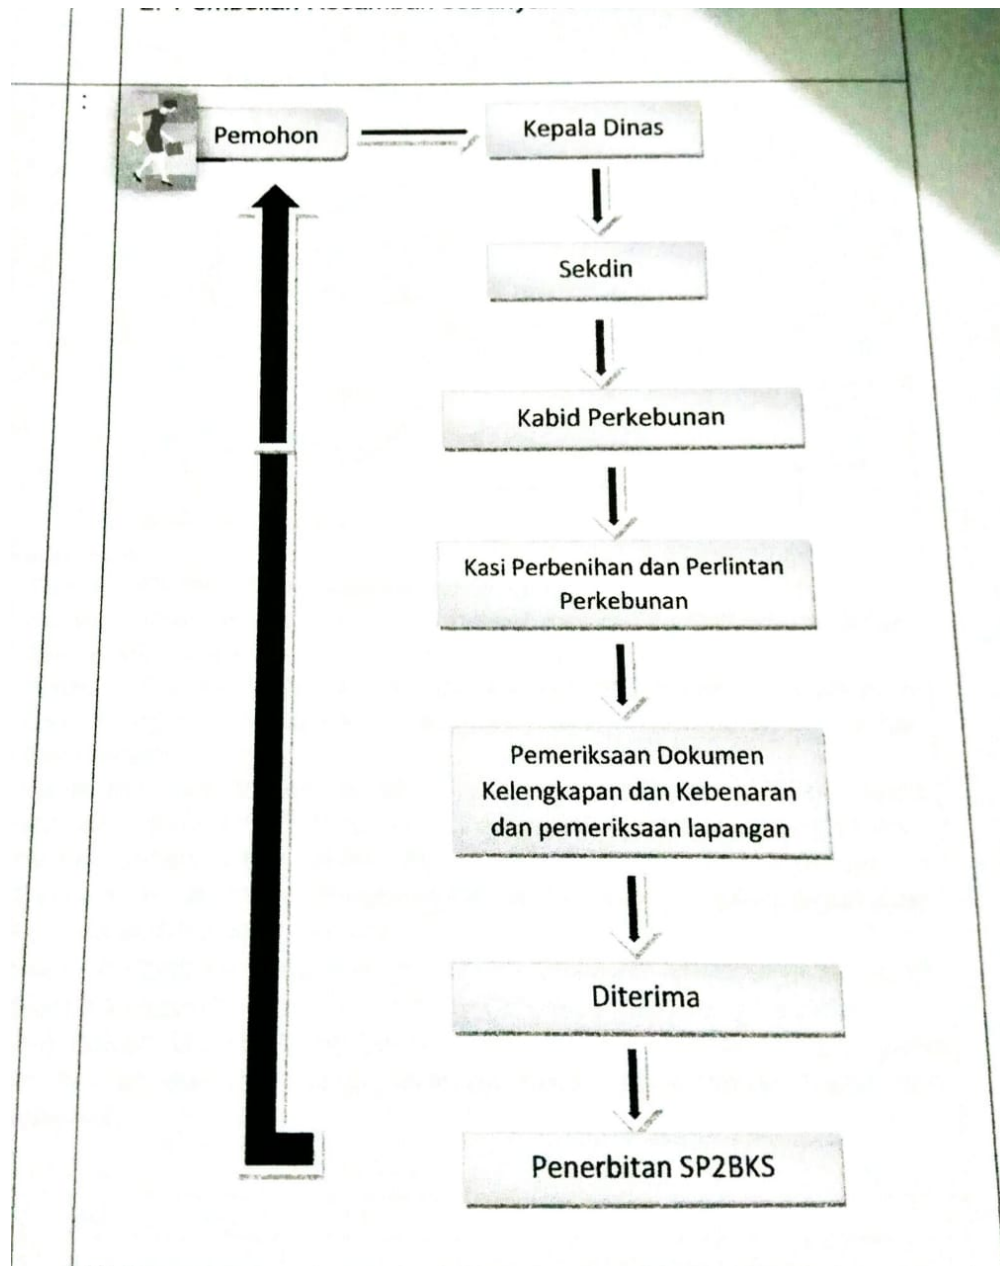 :
Pemohon
Kepala Dinas
Sekdin
Kabid Perkebunan
Kasi Perbenihan dan Perlintan
Perkebunan
Pemeriksaan Dokumen
Kelengkapan dan Kebenaran
dan pemeriksaan lapangan
Diterima
Penerbitan SP2BKS